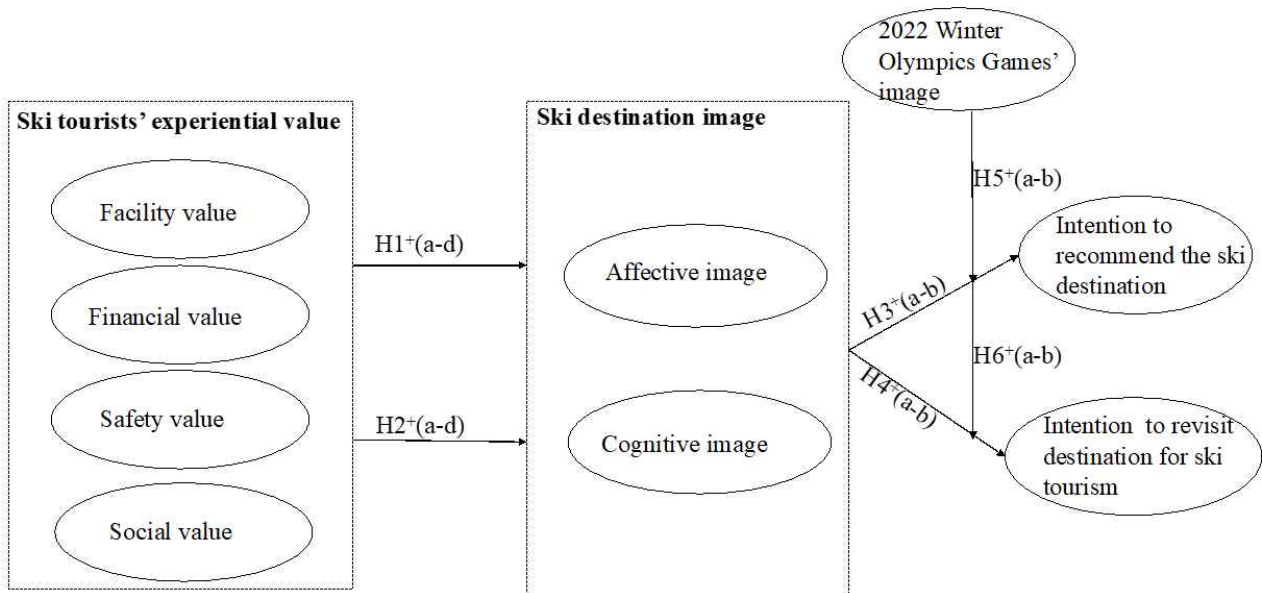 2022 Winter
Olympics Games’
image
Ski tourists’ experiential value
Facility value
Financial value
Safety value
Social value
H1+(a-d)
H2+(a-d)
Ski destination image
Affective image
Cognitive image
H5+(a-b)
H3+(a-b)
H6+(a-b)
H4+(a-b)
Intention to
recommend the ski
destination
Intention to revisit
destination for ski
tourism